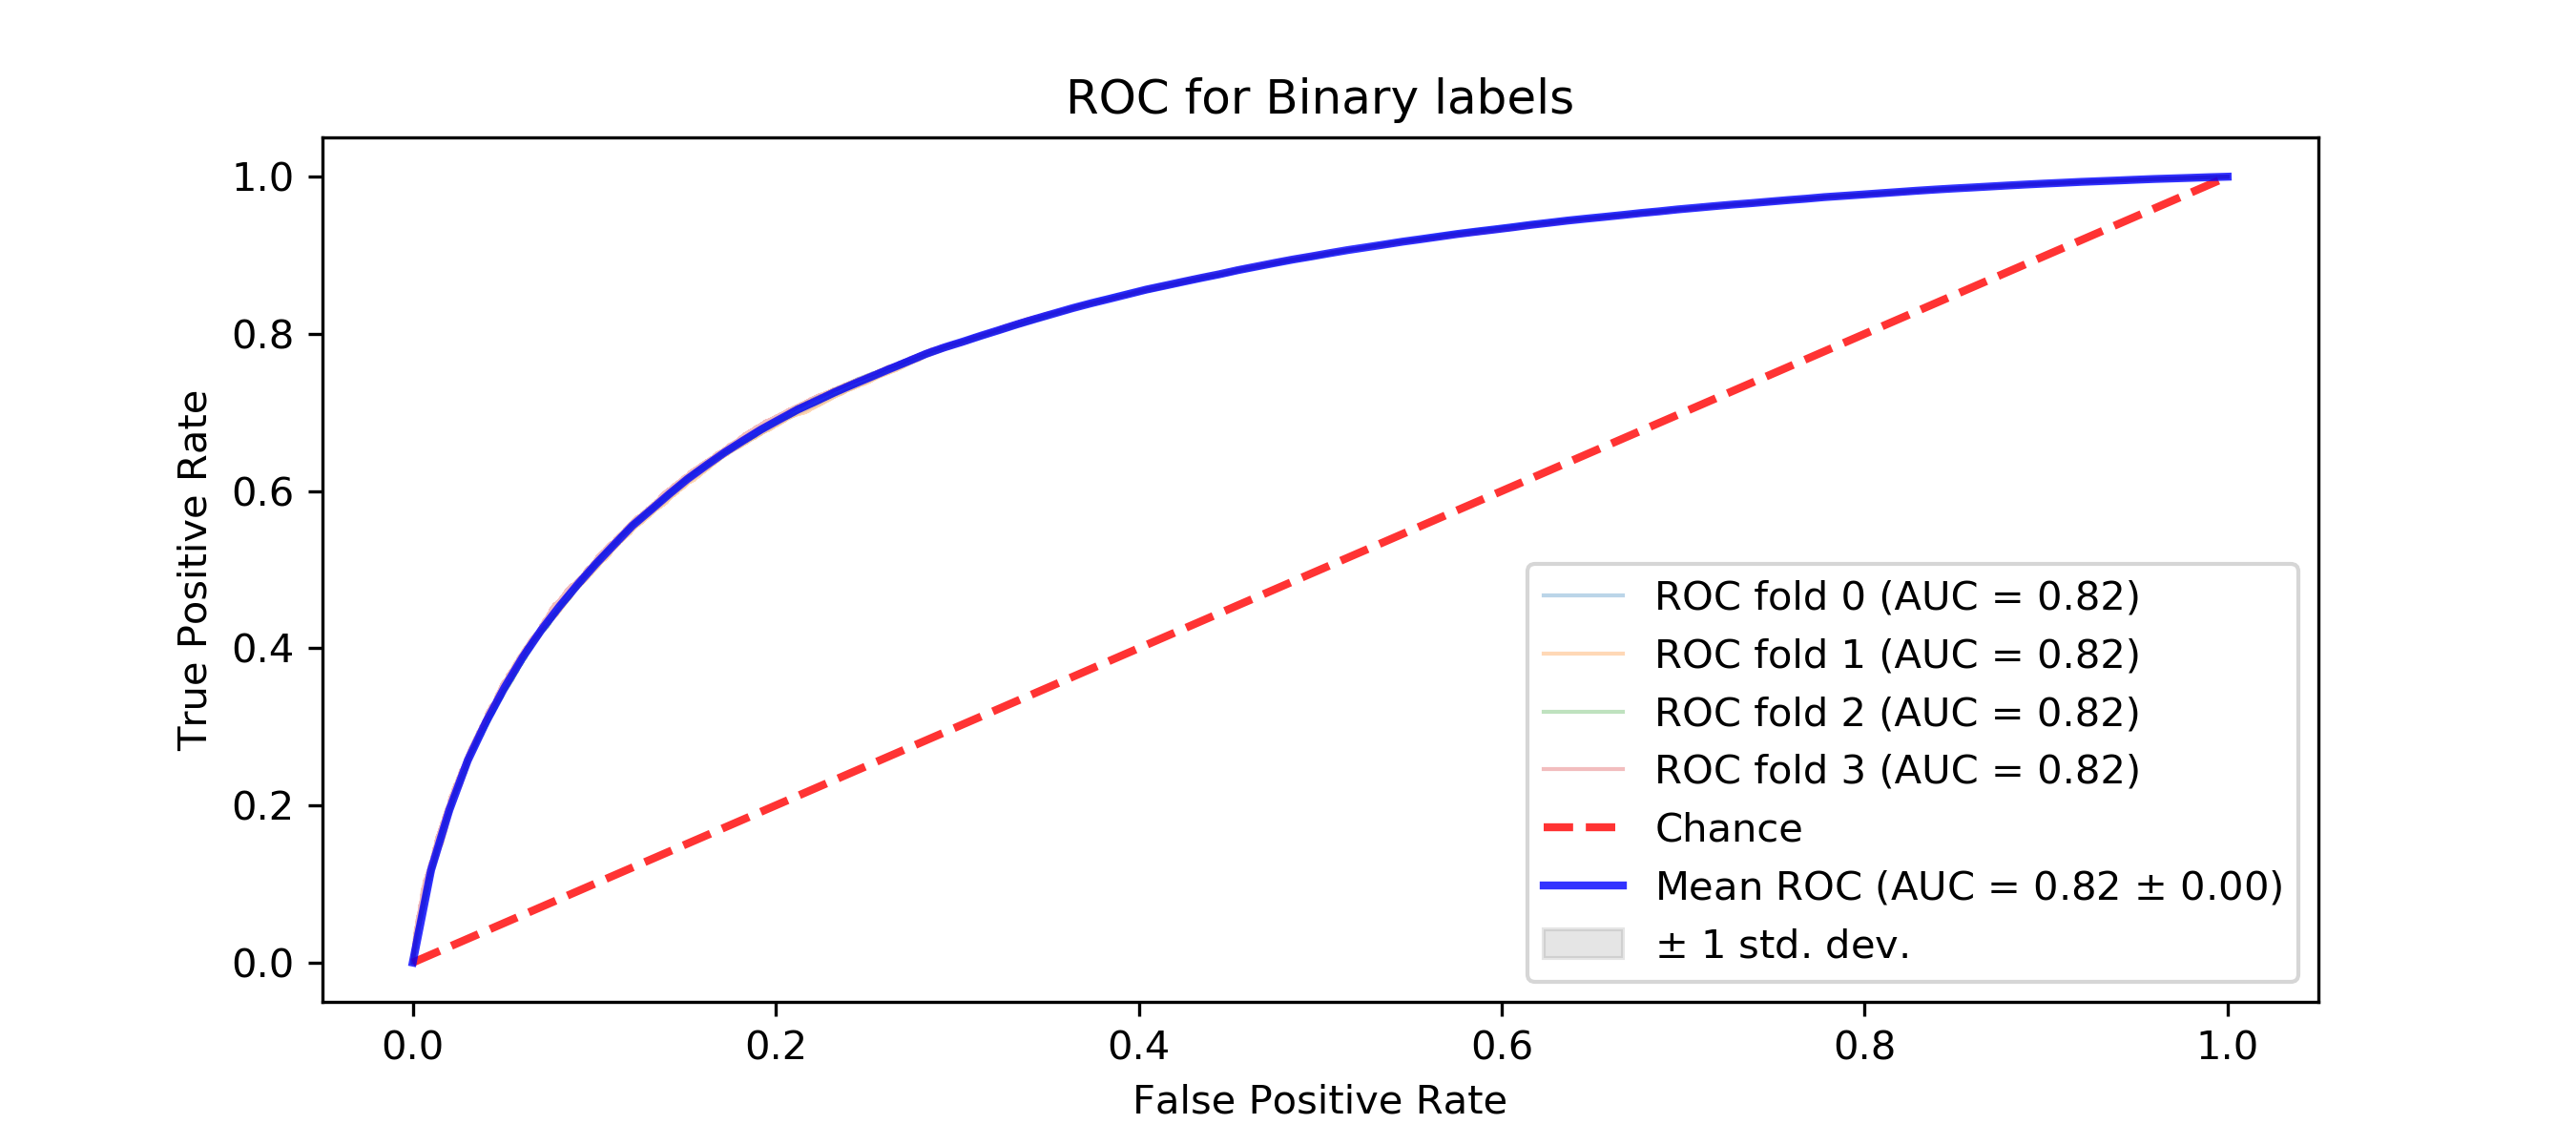 ROC for Binary labels
True Positive Rate
1.0
0.8
0.6
0.4
0.2
0.0
ROC fold 0 (AUC = 0.82)
ROC fold 1 (AUC = 0.82)
ROC fold 2 (AUC = 0.82)
ROC fold 3 (AUC = 0.82)
Chance
Mean ROC (AUC = 0.82 ± 0.00)
± 1 std. dev.
0.0 0.2 0.4 0.6 0.8 1.0
False Positive Rate